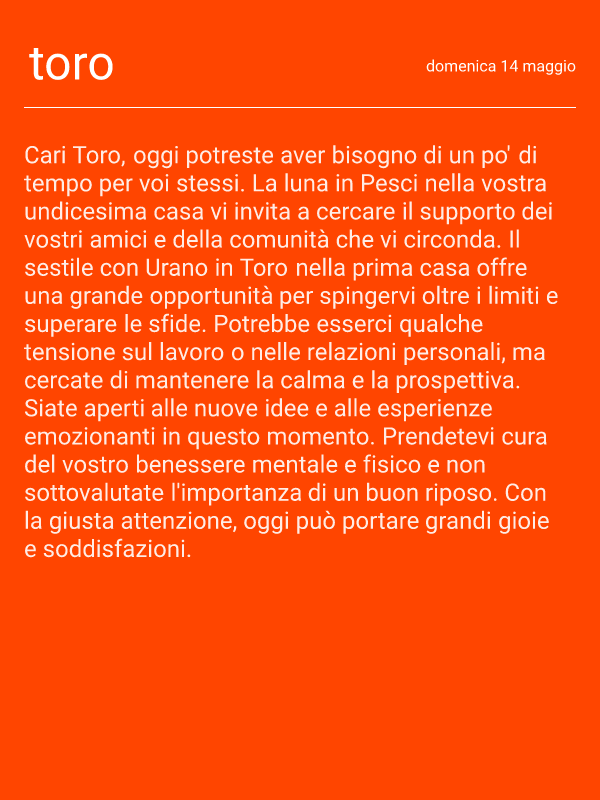 toro
domenica 14 maggio
Cari Toro, oggi potreste aver bisogno di un po' di
tempo per voi stessi. La luna in Pesci nella vostra
undicesima casa vi invita a cercare il supporto dei
vostri amici e della comunità che vi circonda. Il
sestile con Urano in Toro nella prima casa offre
una grande opportunità per spingervi oltre i limiti e
superare le sfide. Potrebbe esserci qualche
tensione sul lavoro o nelle relazioni personali, ma
cercate di mantenere la calma e la prospettiva.
Siate aperti alle nuove idee e alle esperienze
emozionanti in questo momento. Prendetevi cura
del vostro benessere mentale e fisico e non
sottovalutate l'importanza di un buon riposo. Con
la giusta attenzione, oggi può portare grandi gioie
e soddisfazioni.